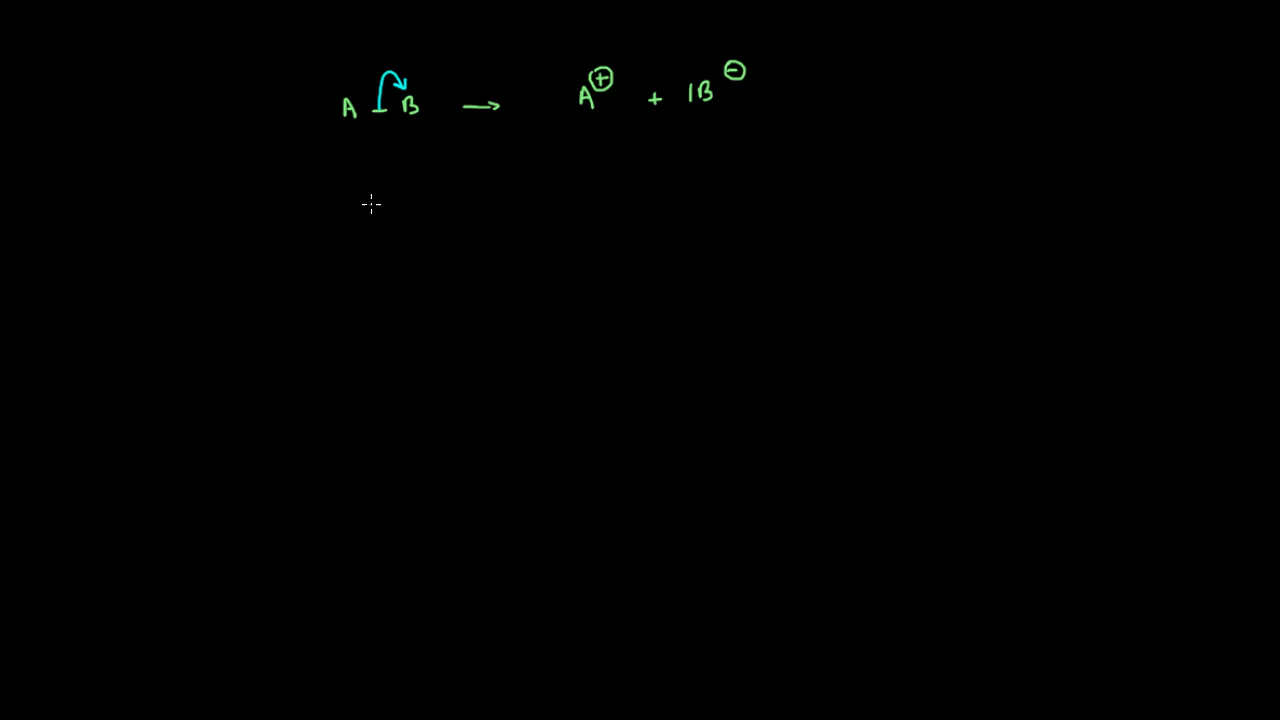 A — B → A⊕ + |B⊖